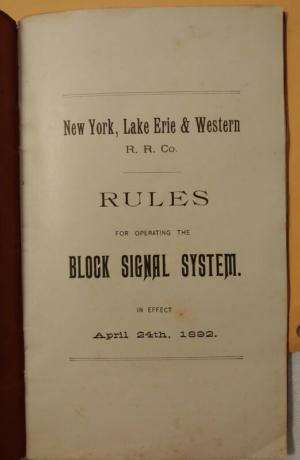 New York, Lake Erie & Western
R. R. Co.
RULES
FOR OPERATING THE
BLOCK SIGNAL SYSTEM.
IN EFFECT
April 24th, 1892.